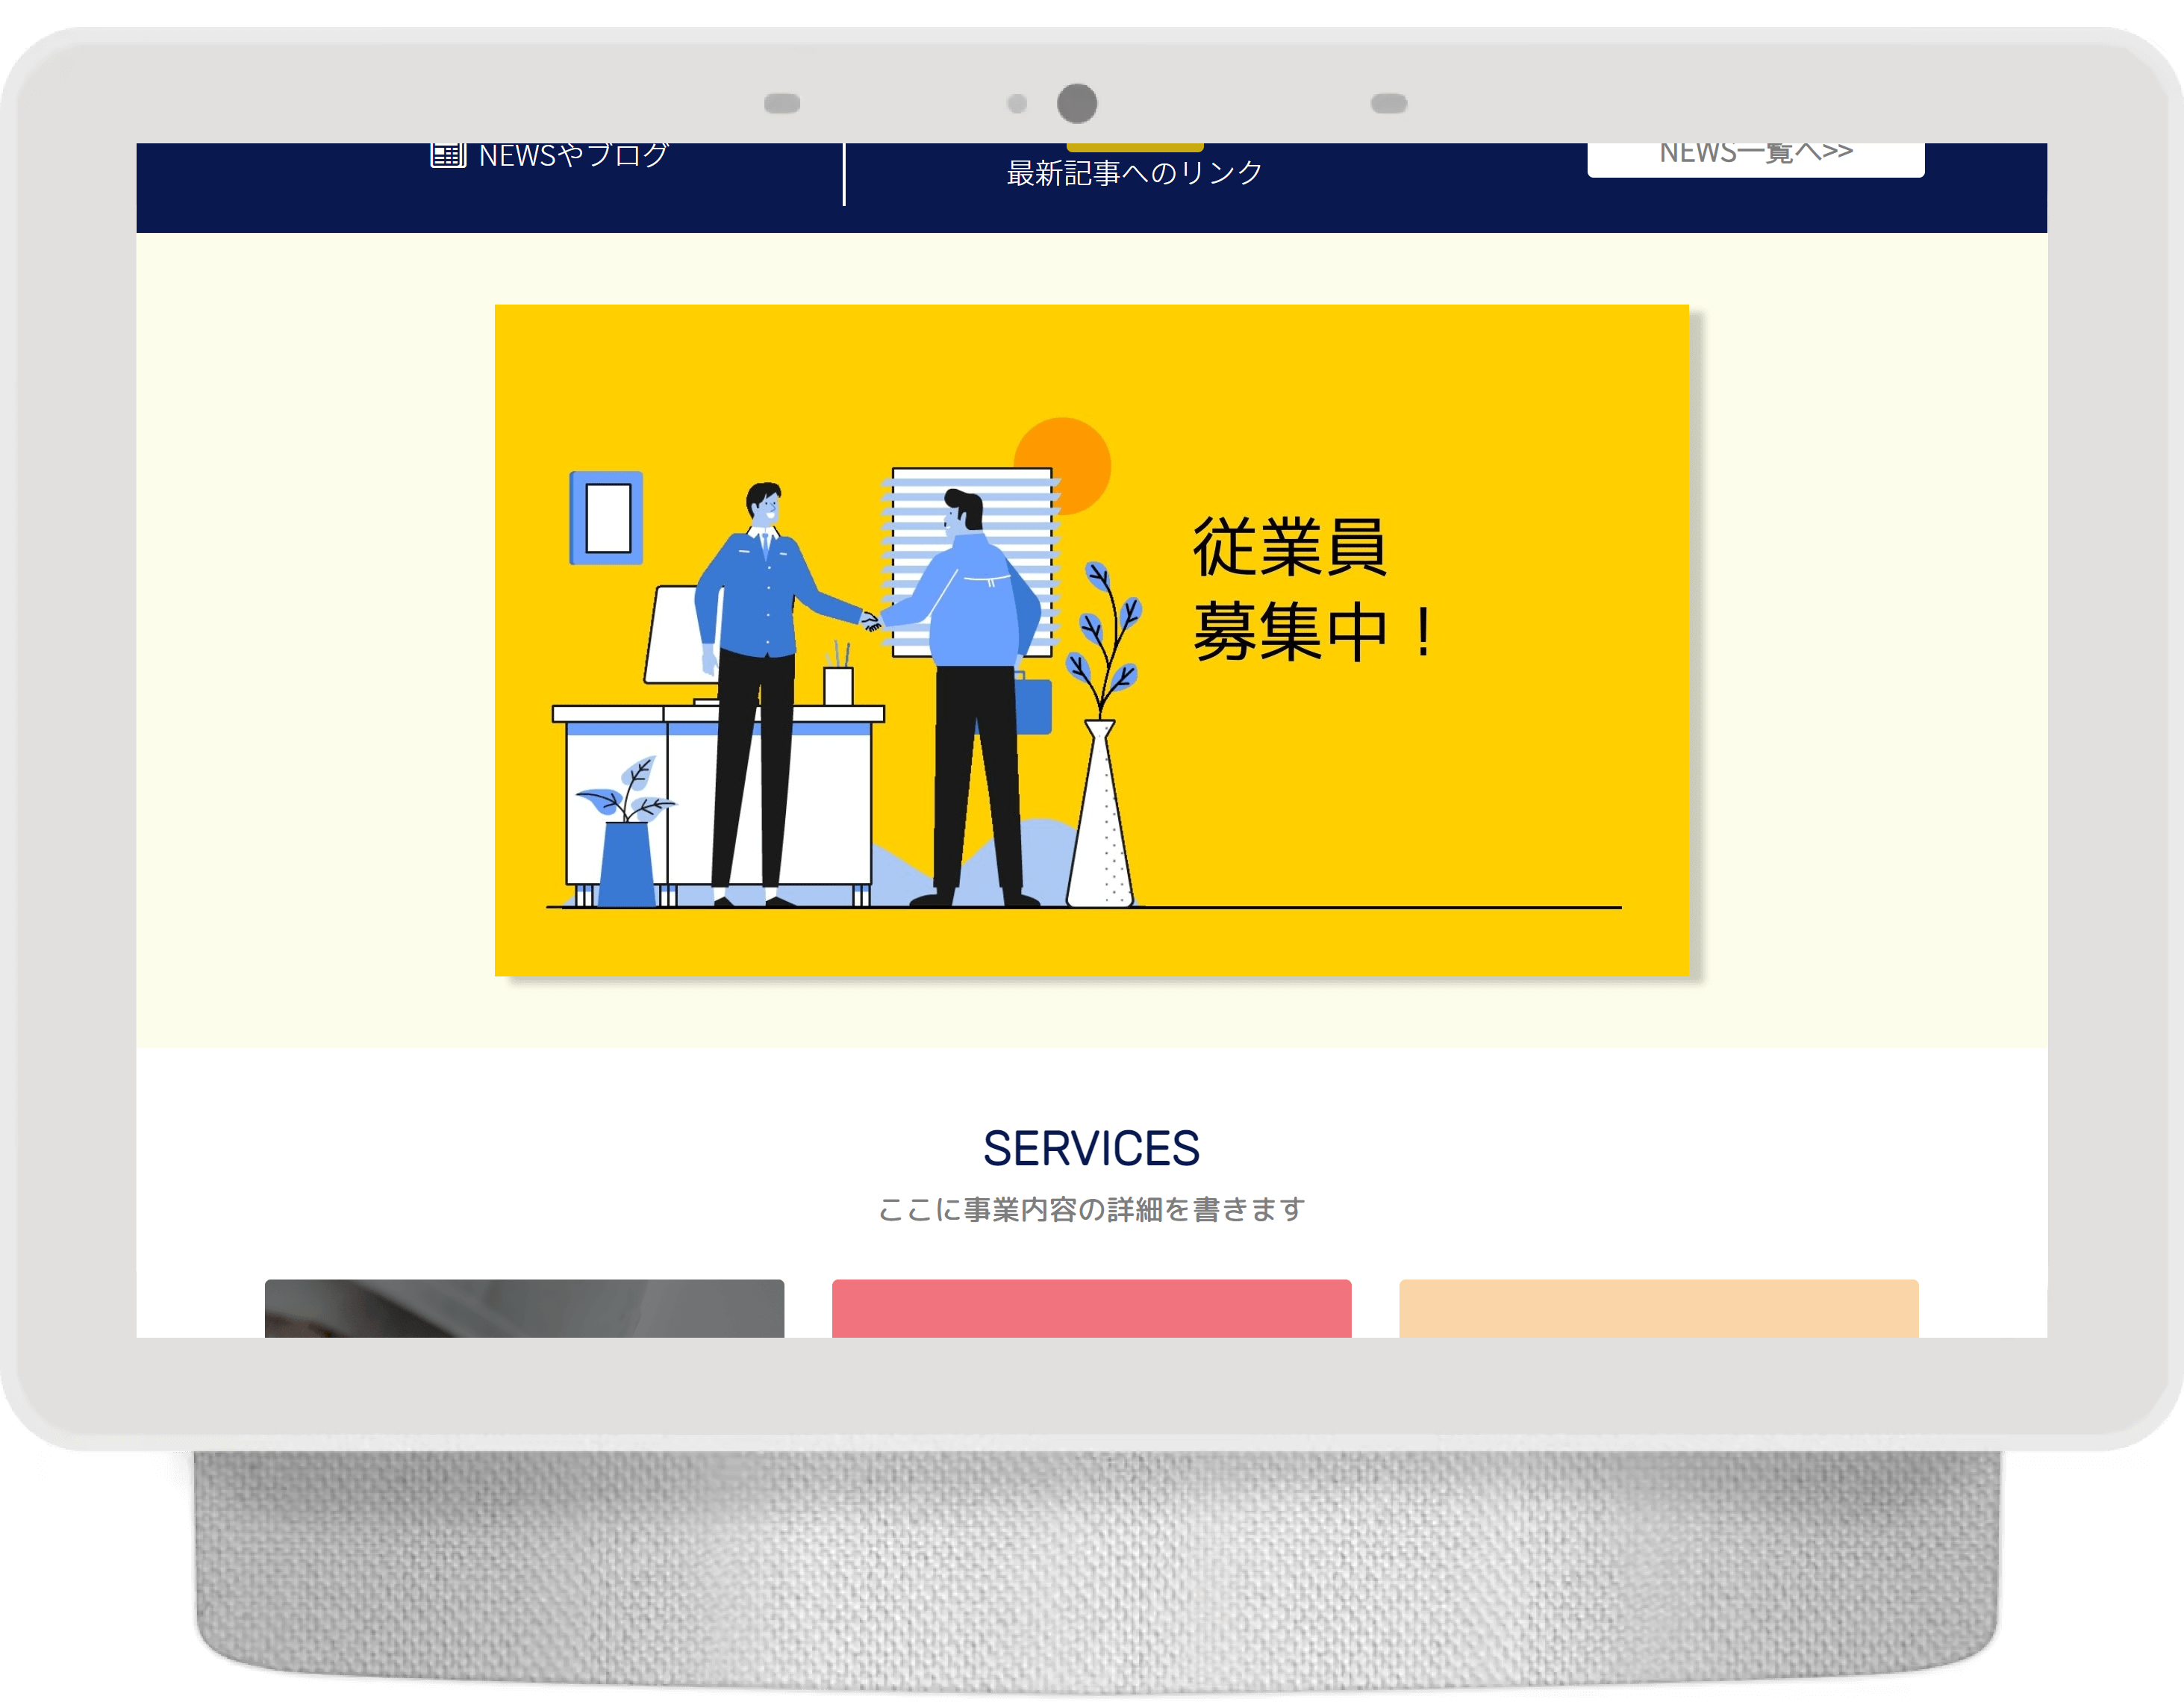 NEWSやブログ
最新記事へのリンク
NEWS一覧へ>>
従業員
募集中！
SERVICES
ここに事業内容の詳細を書きます